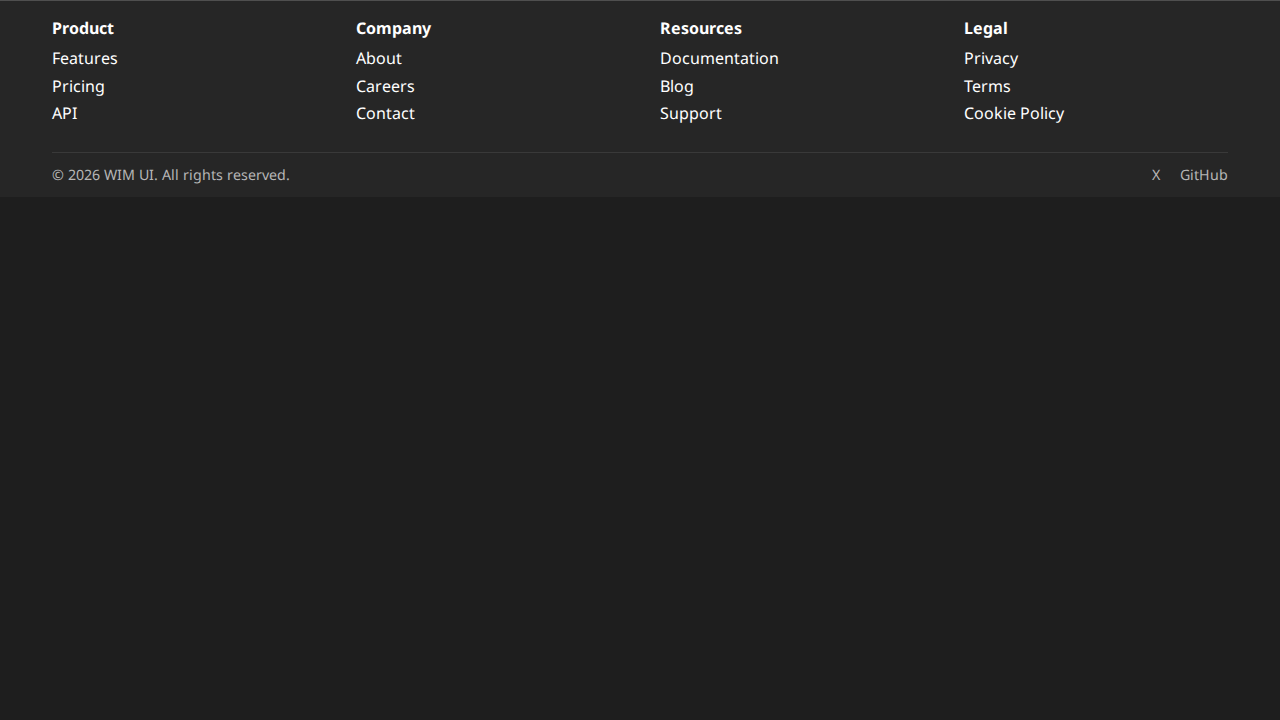 Product
Features
Pricing
API
Company
About
Careers
Contact
Resources
Documentation
Blog
Support
Legal
Privacy
Terms
Cookie Policy
© 2026 WIM UI. All rights reserved.
X GitHub